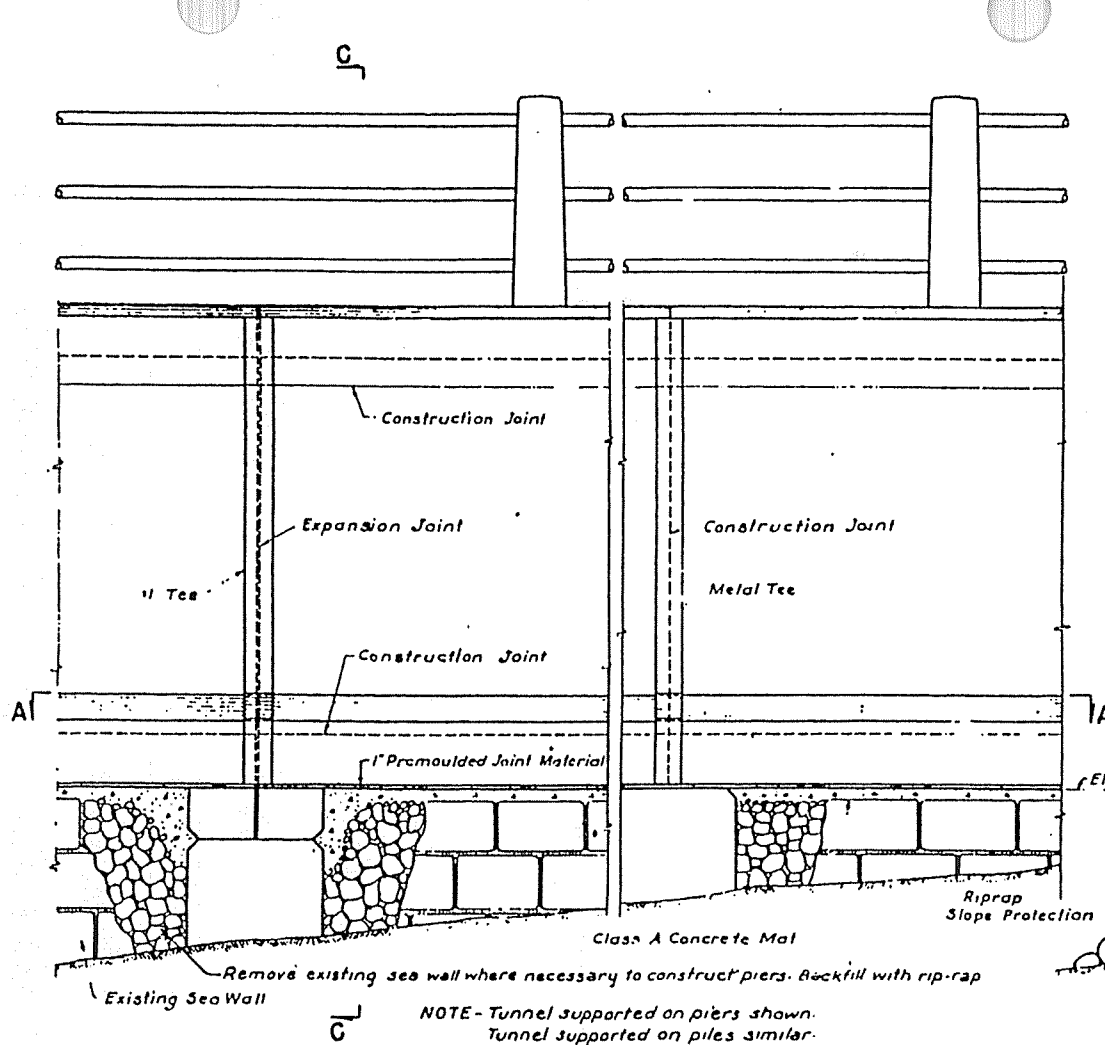 C
Construction Joint
Expansion Joint
Construction Joint
Tee
Metal Tee
Construction Joint
A
A
1" Premoulded Joint Material
El
Riprap
Slope Protection
Class A Concrete Mat
Remove existing sea wall where necessary to construct piers. Backfill with rip-rap
Existing Sea Wall
C
NOTE - Tunnel supported on piers shown.
Tunnel supported on piles similar.